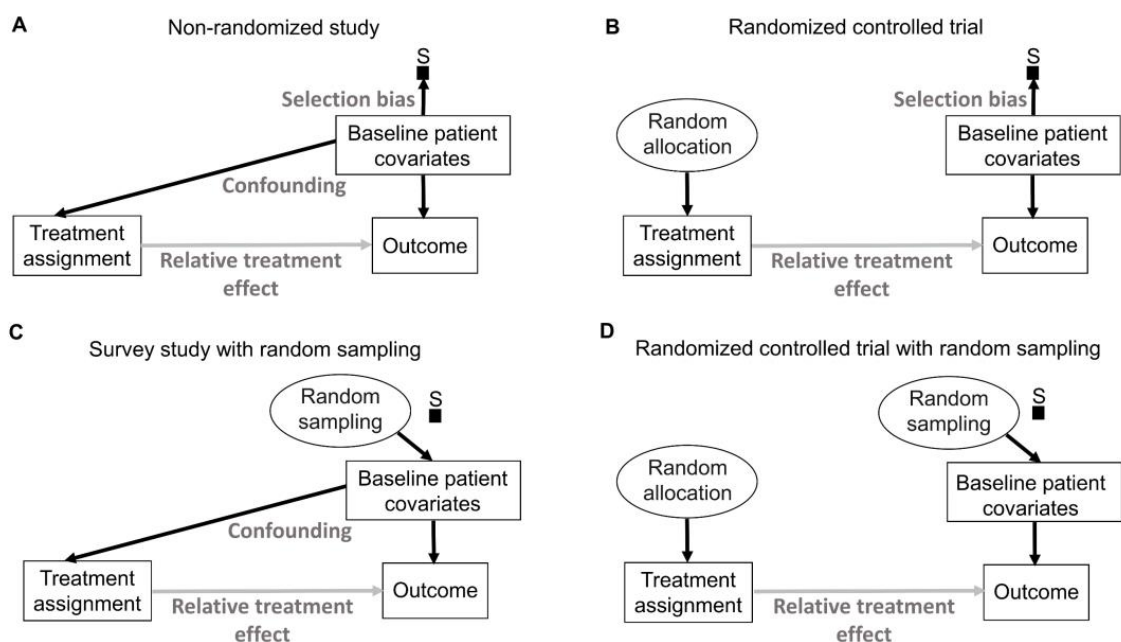 A
Non-randomized study
S
Selection bias
Baseline patient
covariates
Confounding
Treatment
assignment
Relative treatment
effect
Outcome
B
Randomized controlled trial
S
Selection bias
Random
allocation
Baseline patient
covariates
Treatment
assignment
Relative treatment
effect
Outcome
C
Survey study with random sampling
Random
sampling
S
Baseline patient
covariates
Confounding
Treatment
assignment
Relative treatment
effect
Outcome
D
Randomized controlled trial with random sampling
Random
sampling
S
Random
allocation
Baseline patient
covariates
Treatment
assignment
Relative treatment
effect
Outcome